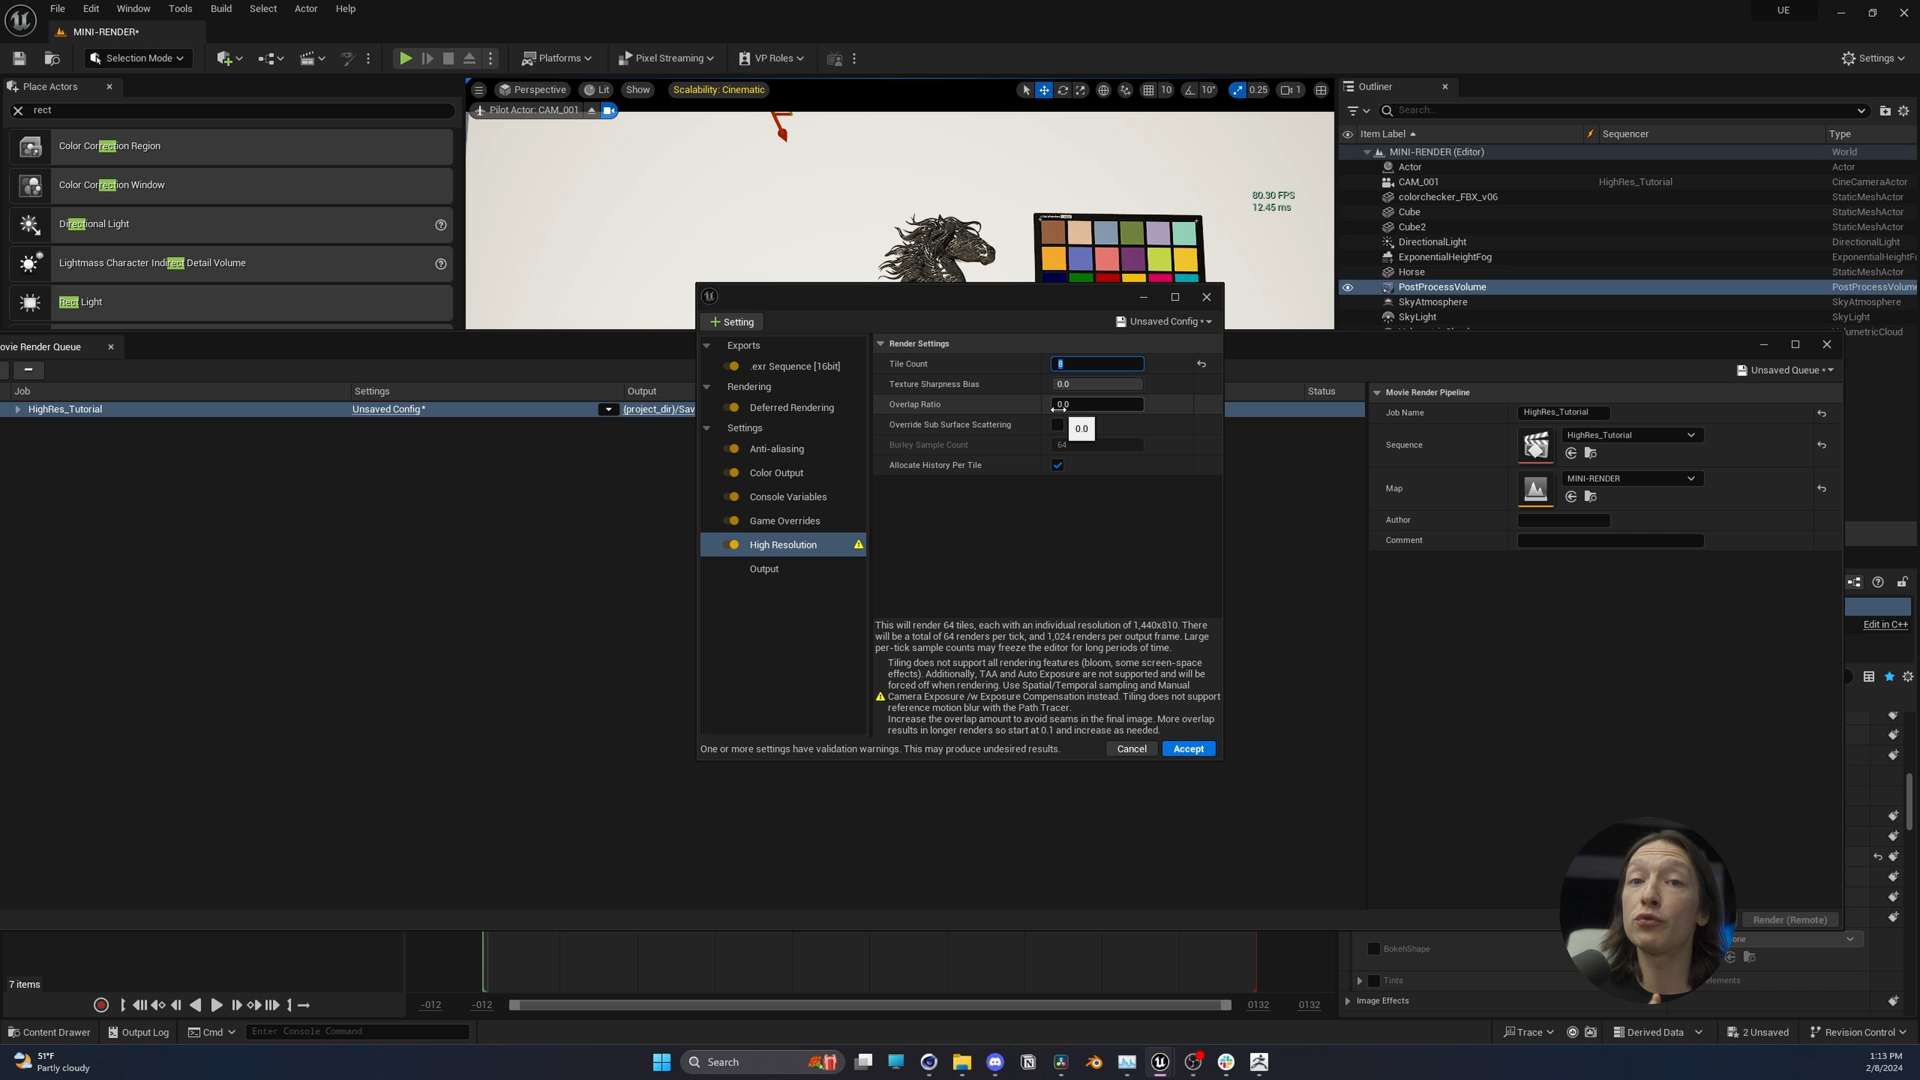 File Edit Window Tools Build Select Actor Help
UE
MINI-RENDER*
Selection Mode
Platforms
Pixel Streaming
VP Roles
Settings
Place Actors
rect
Color Correction Region
Color Correction Window
Directional Light
Lightmass Character Indirect Detail Volume
Rect Light
Perspective Lit Show Scalability: Cinematic
10 10° 0.25 1
Pilot Actor: CAM_001
80.30 FPS
12.45 ms
Outliner
Search...
Item Label Sequencer Type
MINI-RENDER (Editor) World
Actor
CAM_001 HighRes_Tutorial CineCameraActor
colorchecker_FBX_v06 StaticMeshActor
Cube StaticMeshActor
Cube2 StaticMeshActor
DirectionalLight DirectionalLight
ExponentialHeightFog ExponentialHeightFo
Horse StaticMeshActor
PostProcessVolume PostProcessVolume
SkyAtmosphere SkyAtmosphere
SkyLight SkyLight
ovie Render Queue
Unsaved Queue *
Job Settings Output
Status
HighRes_Tutorial Unsaved Config* {project_dir}/Sav
Setting
Unsaved Config *
Exports
.exr Sequence [16bit]
Rendering
Deferred Rendering
Settings
Anti-aliasing
Color Output
Console Variables
Game Overrides
High Resolution
Output
Render Settings
Tile Count 8
Texture Sharpness Bias 0.0
Overlap Ratio 0.0
Override Sub Surface Scattering
0.0
Burley Sample Count 64
Allocate History Per Tile
This will render 64 tiles, each with an individual resolution of 1,440x810. There
will be a total of 64 renders per tick, and 1,024 renders per output frame. Large
per-tick sample counts may freeze the editor for long periods of time.
Tiling does not support all rendering features (bloom, some screen-space
effects). Additionally, TAA and Auto Exposure are not supported and will be
forced off when rendering. Use Spatial/Temporal sampling and Manual
Camera Exposure /w Exposure Compensation instead. Tiling does not support
reference motion blur with the Path Tracer.
Increase the overlap amount to avoid seams in the final image. More overlap
results in longer renders so start at 0.1 and increase as needed.
One or more settings have validation warnings. This may produce undesired results.
Cancel
Accept
Movie Render Pipeline
Job Name HighRes_Tutorial
Sequence HighRes_Tutorial
Map MINI-RENDER
Author
Comment
Edit in C++
Render (Remote)
BokehShape
Tints
Image Effects
7 items
-012 -012 0132 0132
Content Drawer Output Log Cmd Enter Console Command
Trace Derived Data 2 Unsaved Revision Control
51°F
Partly cloudy
Search
1:13 PM
2/8/2024